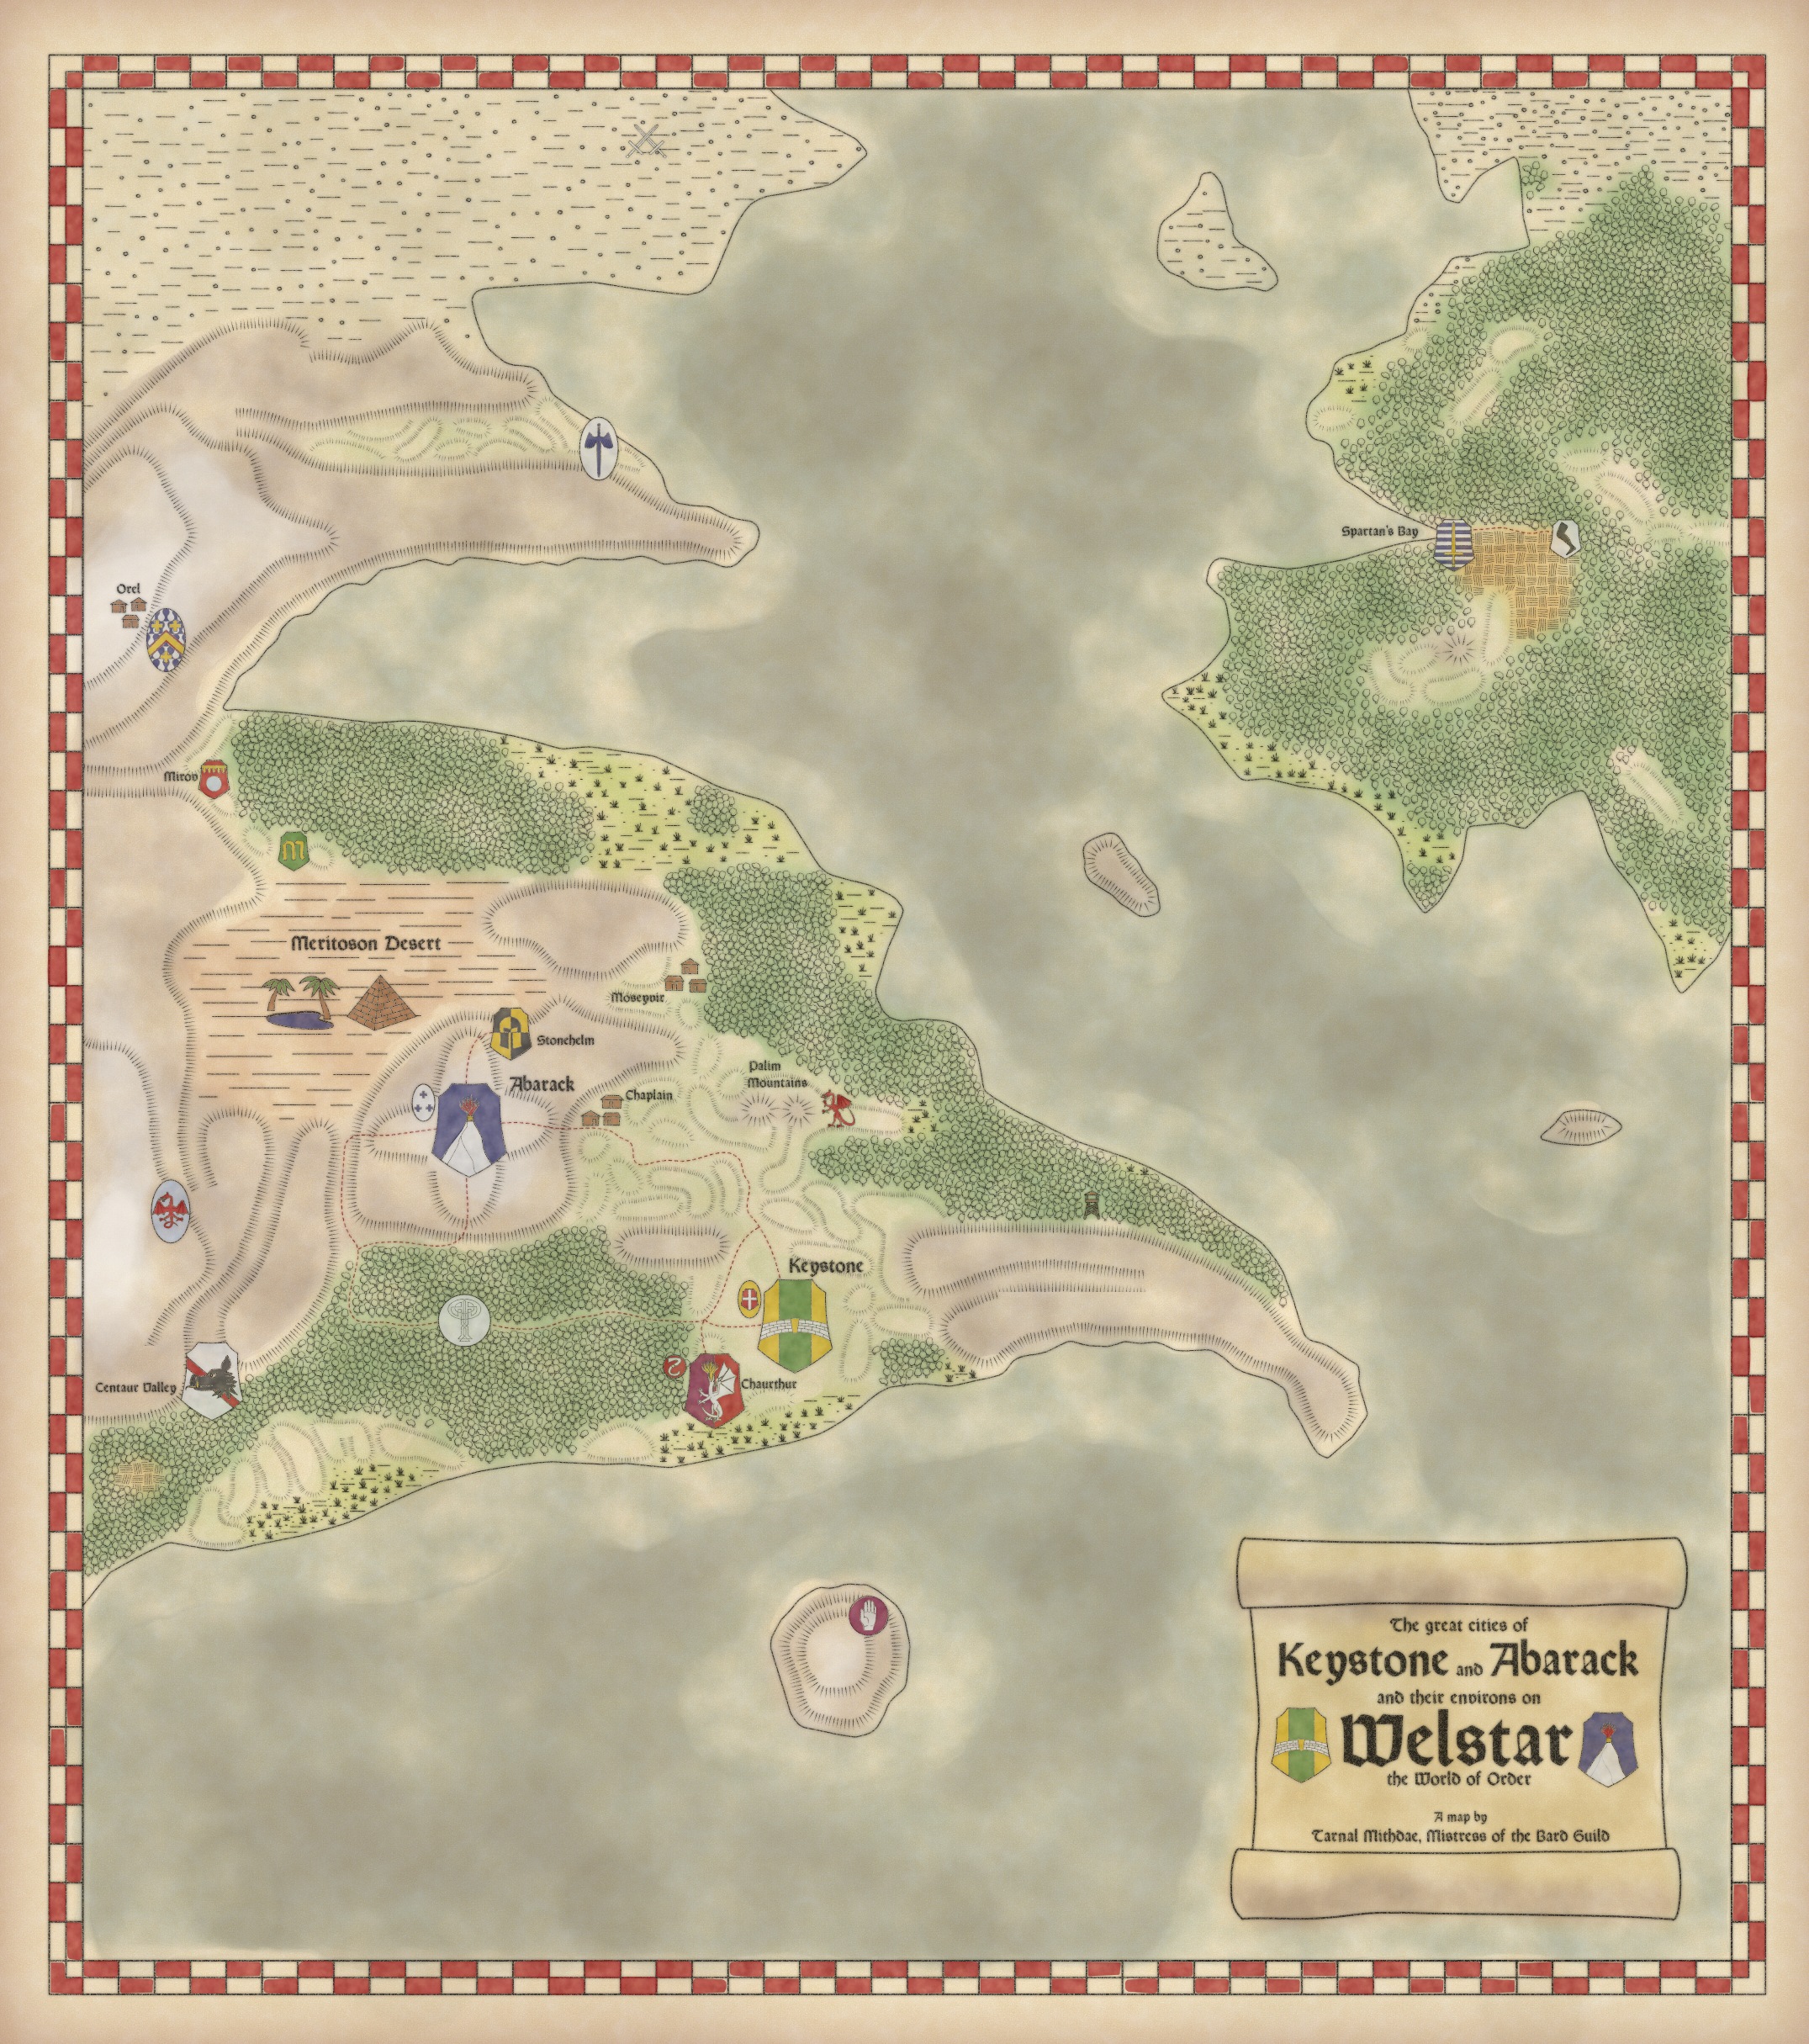 Spartan's Bay
Orel
Mirov
M
Meritoson Desert
Moseyvir
Stonehelm
Abarack
Palim
Mountains
Chaplain
Keystone
Centaur Valley
Chaurthur
The great cities of
Keystone and Abarack
and their environs on
Welstar
the World of Order
A map by
Tarnal Mithdae, Mistress of the Bard Guild